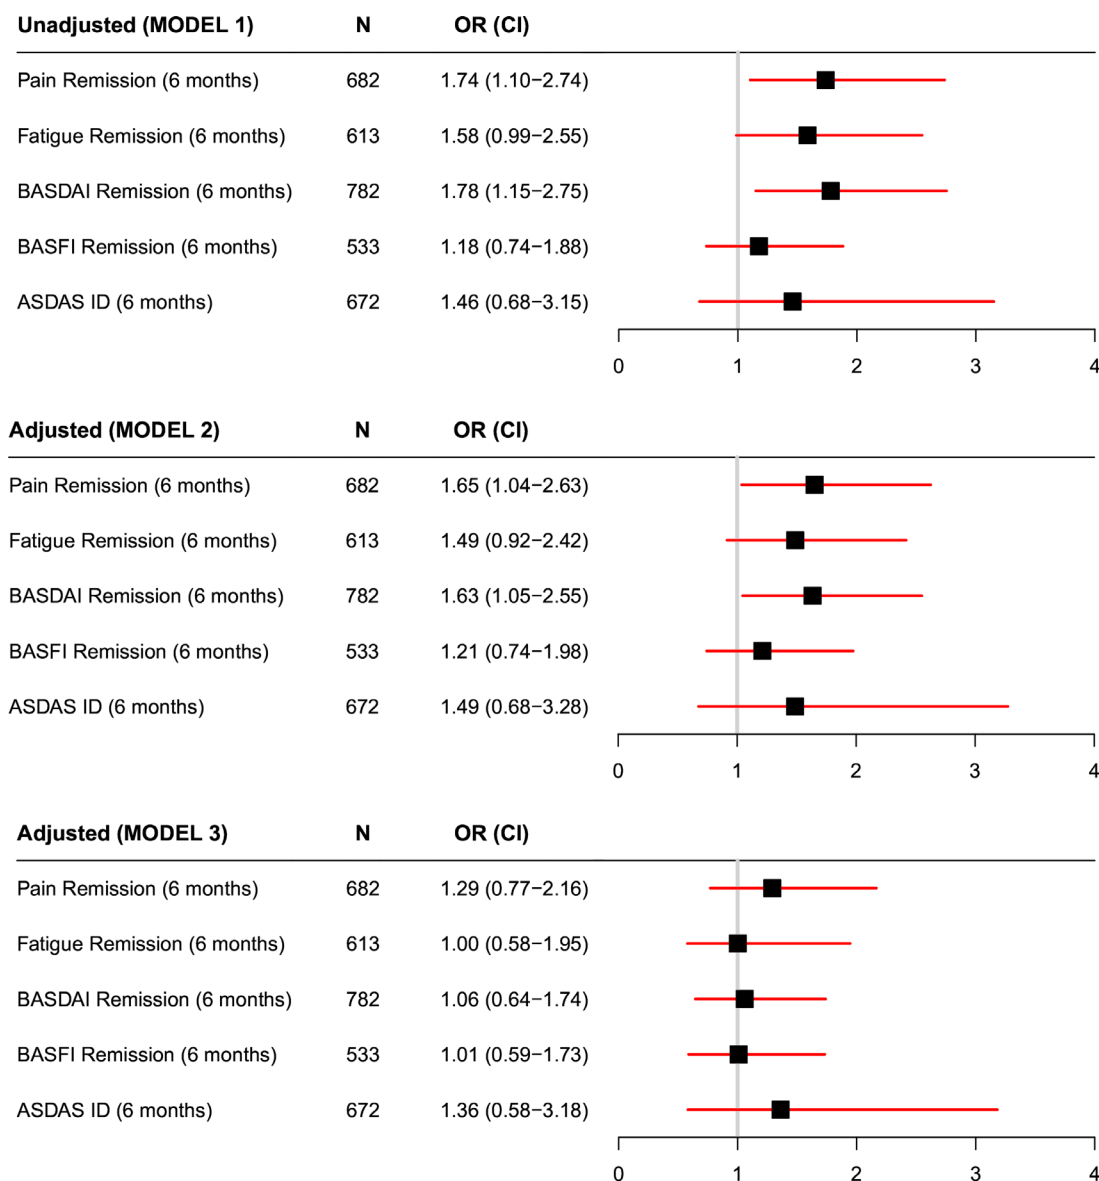 Unadjusted (MODEL 1) N OR (CI)
Pain Remission (6 months) 682 1.74 (1.10−2.74)
Fatigue Remission (6 months) 613 1.58 (0.99−2.55)
BASDAI Remission (6 months) 782 1.78 (1.15−2.75)
BASFI Remission (6 months) 533 1.18 (0.74−1.88)
ASDAS ID (6 months) 672 1.46 (0.68−3.15)
0 1 2 3 4
Adjusted (MODEL 2) N OR (CI)
Pain Remission (6 months) 682 1.65 (1.04−2.63)
Fatigue Remission (6 months) 613 1.49 (0.92−2.42)
BASDAI Remission (6 months) 782 1.63 (1.05−2.55)
BASFI Remission (6 months) 533 1.21 (0.74−1.98)
ASDAS ID (6 months) 672 1.49 (0.68−3.28)
0 1 2 3 4
Adjusted (MODEL 3) N OR (CI)
Pain Remission (6 months) 682 1.29 (0.77−2.16)
Fatigue Remission (6 months) 613 1.00 (0.58−1.95)
BASDAI Remission (6 months) 782 1.06 (0.64−1.74)
BASFI Remission (6 months) 533 1.01 (0.59−1.73)
ASDAS ID (6 months) 672 1.36 (0.58−3.18)
0 1 2 3 4